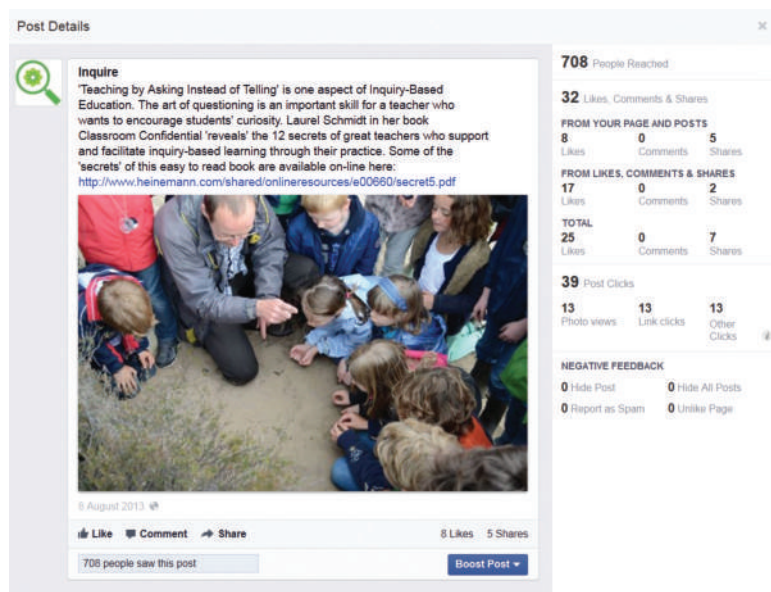 Post Details
Inquire
'Teaching by Asking Instead of Telling' is one aspect of Inquiry-Based
Education. The art of questioning is an important skill for a teacher who
wants to encourage students' curiosity. Laurel Schmidt in her book
Classroom Confidential 'reveals' the 12 secrets of great teachers who support
and facilitate inquiry-based learning through their practice. Some of the
'secrets' of this easy to read book are available on-line here:
http://www.heinemann.com/shared/onlineresources/e00660/secret5.pdf
8 August 2013
Like Comment Share 8 Likes 5 Shares
708 people saw this post
Boost Post
708 People Reached
32 Likes, Comments & Shares
FROM YOUR PAGE AND POSTS
8 0 5
Likes Comments Shares
FROM LIKES, COMMENTS & SHARES
17 0 2
Likes Comments Shares
TOTAL
25 0 7
Likes Comments Shares
39 Post Clicks
13 13 13
Photo views Link clicks Other
Clicks
NEGATIVE FEEDBACK
0 Hide Post 0 Hide All Posts
0 Report as Spam 0 Unlike Page